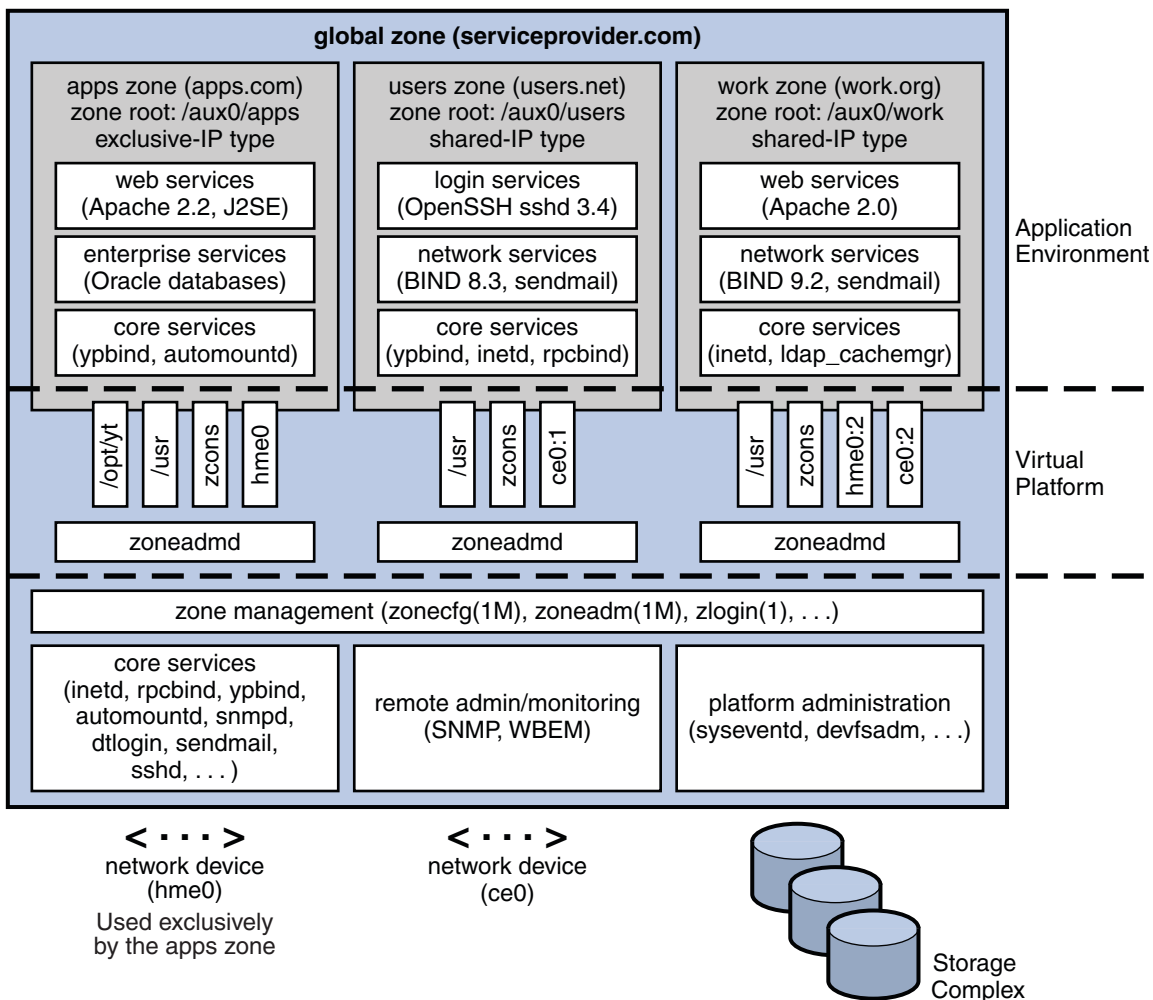 global zone (serviceprovider.com)
apps zone (apps.com)
zone root: /aux0/apps
exclusive-IP type
web services
(Apache 2.2, J2SE)
enterprise services
(Oracle databases)
core services
(ypbind, automountd)
users zone (users.net)
zone root: /aux0/users
shared-IP type
login services
(OpenSSH sshd 3.4)
network services
(BIND 8.3, sendmail)
core services
(ypbind, inetd, rpcbind)
work zone (work.org)
zone root: /aux0/work
shared-IP type
web services
(Apache 2.0)
network services
(BIND 9.2, sendmail)
core services
(inetd, ldap_cachemgr)
Application
Environment
/opt/yt
/usr
zcons
hme0
zoneadmd
/usr
zcons
ce0:1
zoneadmd
/usr
zcons
hme0:2
ce0:2
zoneadmd
Virtual
Platform
zone management (zonecfg(1M), zoneadm(1M), zlogin(1), . . .)
core services
(inetd, rpcbind, ypbind,
automountd, snmpd,
dtlogin, sendmail,
sshd, . . . )
remote admin/monitoring
(SNMP, WBEM)
platform administration
(syseventd, devfsadm, . . .)
< · · · >
network device
(hme0)
Used exclusively
by the apps zone
< · · · >
network device
(ce0)
Storage
Complex